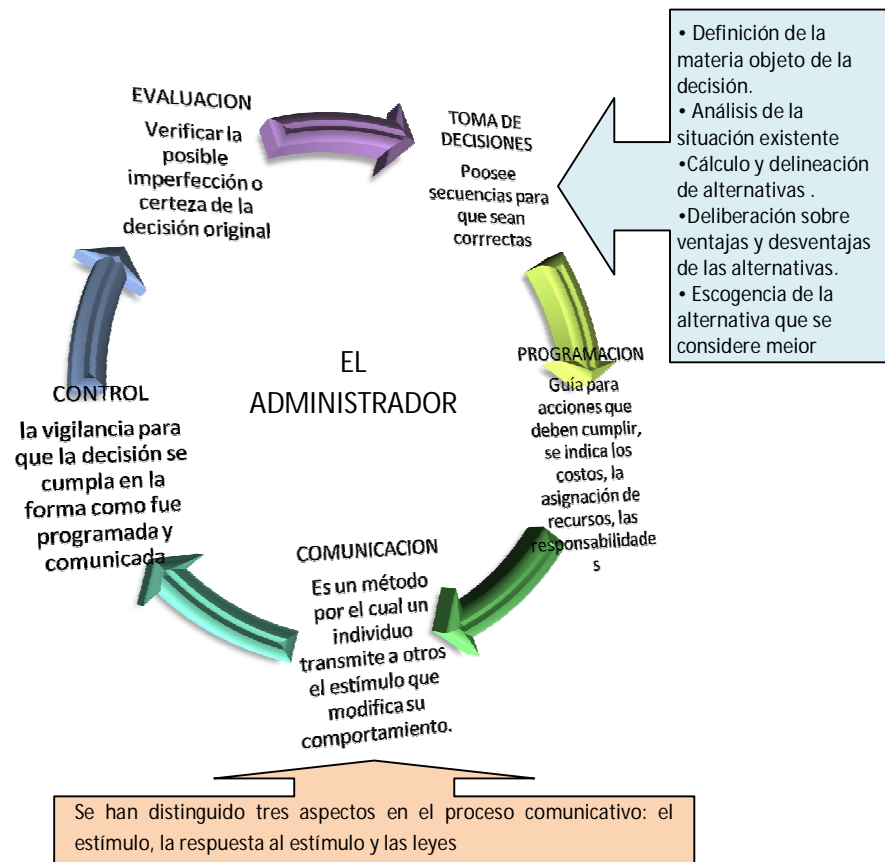 EVALUACION
Verificar la
posible
imperfección o
certeza de la
decisión original
TOMA DE
DECISIONES
Poosee
secuencias para
que sean
corrrectas
• Definición de la
materia objeto de la
decisión.
• Análisis de la
situación existente
•Cálculo y delineación
de alternativas .
•Deliberación sobre
ventajas y desventajas
de las alternativas.
• Escogencia de la
alternativa que se
considere meior
PROGRAMACION
Guía para
acciones que
deben cumplir,
se indica los
costos, la
asignación de
recursos, las
responsabilidade
s
EL
ADMINISTRADOR
COMUNICACION
Es un método
por el cual un
individuo
transmite a otros
el estímulo que
modifica su
comportamiento.
CONTROL
la vigilancia para
que la decisión se
cumpla en la
forma como fue
programada y
comunicada
Se han distinguido tres aspectos en el proceso comunicativo: el
estímulo, la respuesta al estímulo y las leyes